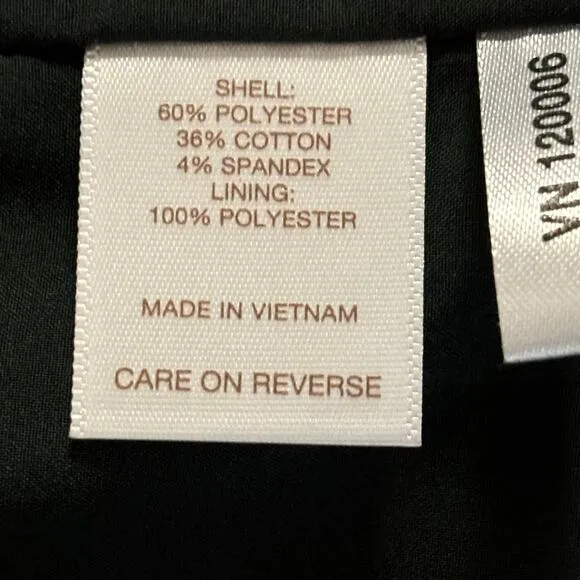 SHELL:
60% POLYESTER
36% COTTON
4% SPANDEX
LINING:
100% POLYESTER
MADE IN VIETNAM
CARE ON REVERSE
VN 120006